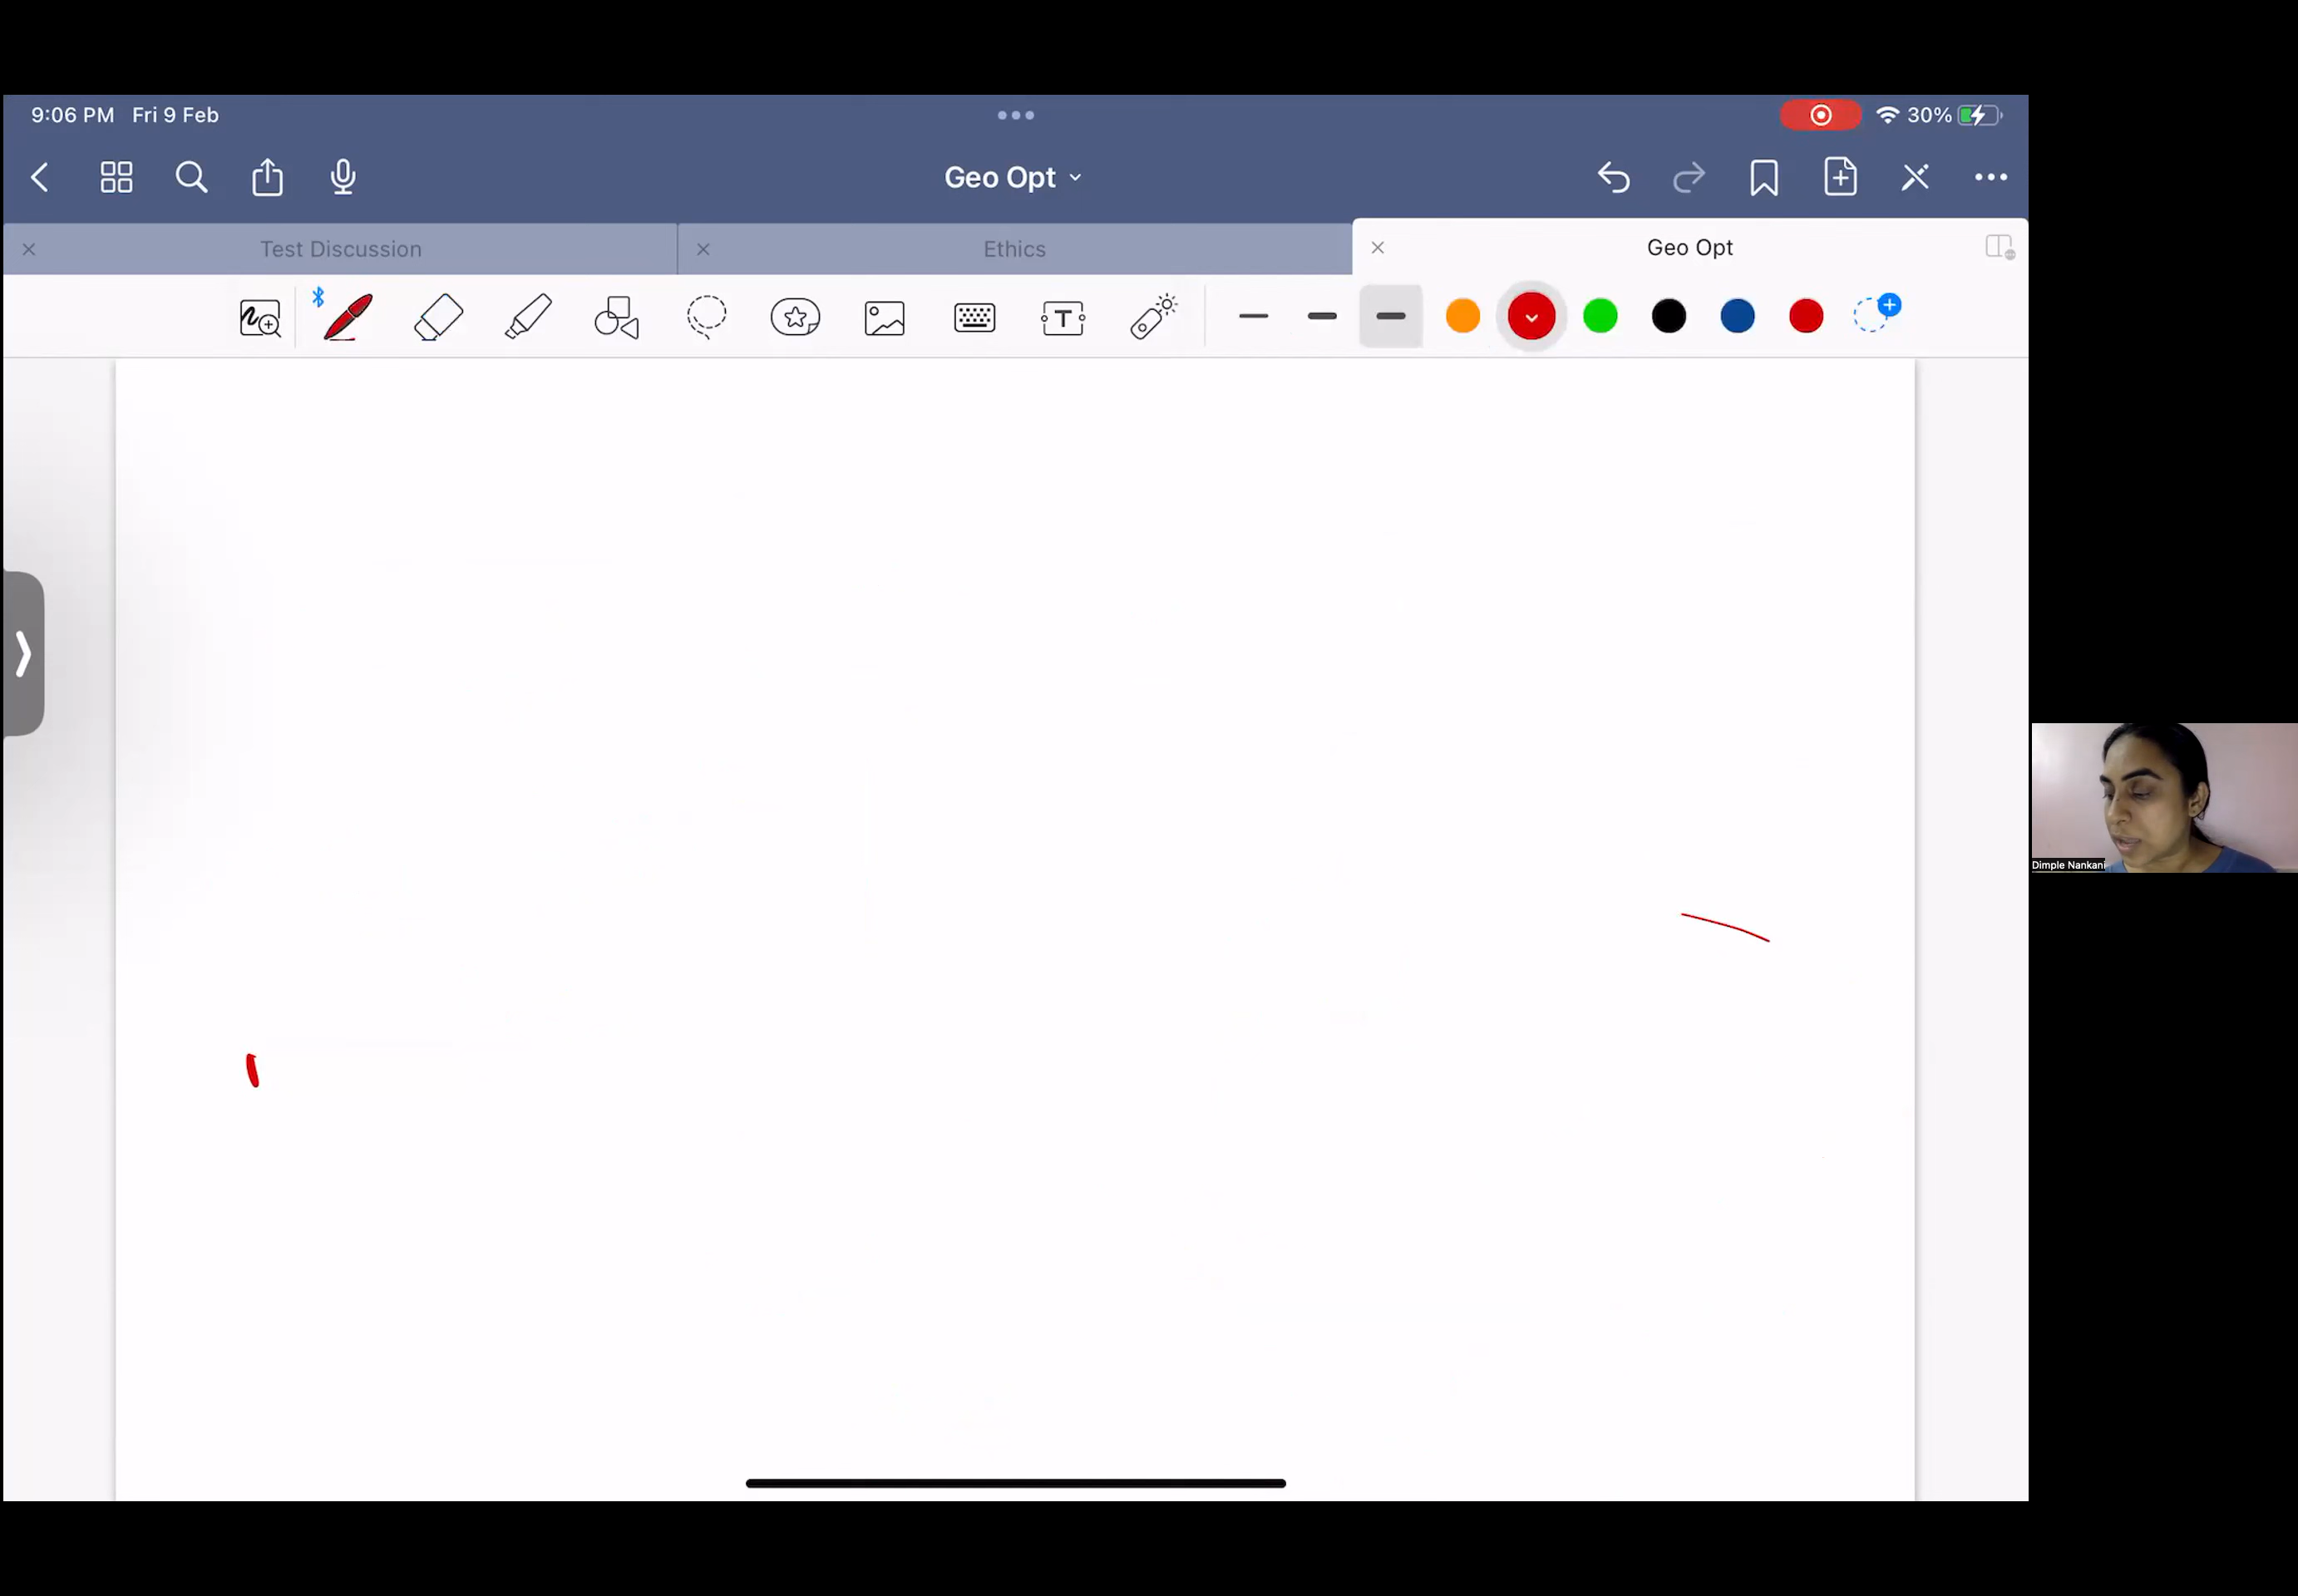 9:06 PM Fri 9 Feb
30%
Geo Opt
Test Discussion
Ethics
Geo Opt
T
Dimple Nankani